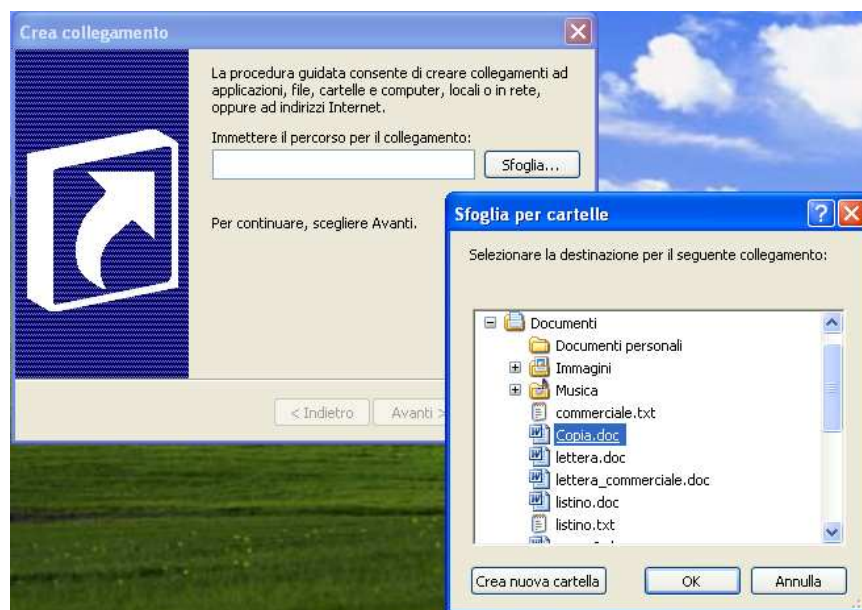 Crea collegamento
La procedura guidata consente di creare collegamenti ad
applicazioni, file, cartelle e computer, locali o in rete,
oppure ad indirizzi Internet.
Immettere il percorso per il collegamento:
Sfoglia...
Per continuare, scegliere Avanti.
< Indietro
Avanti >
Sfoglia per cartelle
Selezionare la destinazione per il seguente collegamento:
Documenti
Documenti personali
Immagini
Musica
commerciale.txt
Copia.doc
lettera.doc
lettera_commerciale.doc
listino.doc
listino.txt
Crea nuova cartella
OK
Annulla